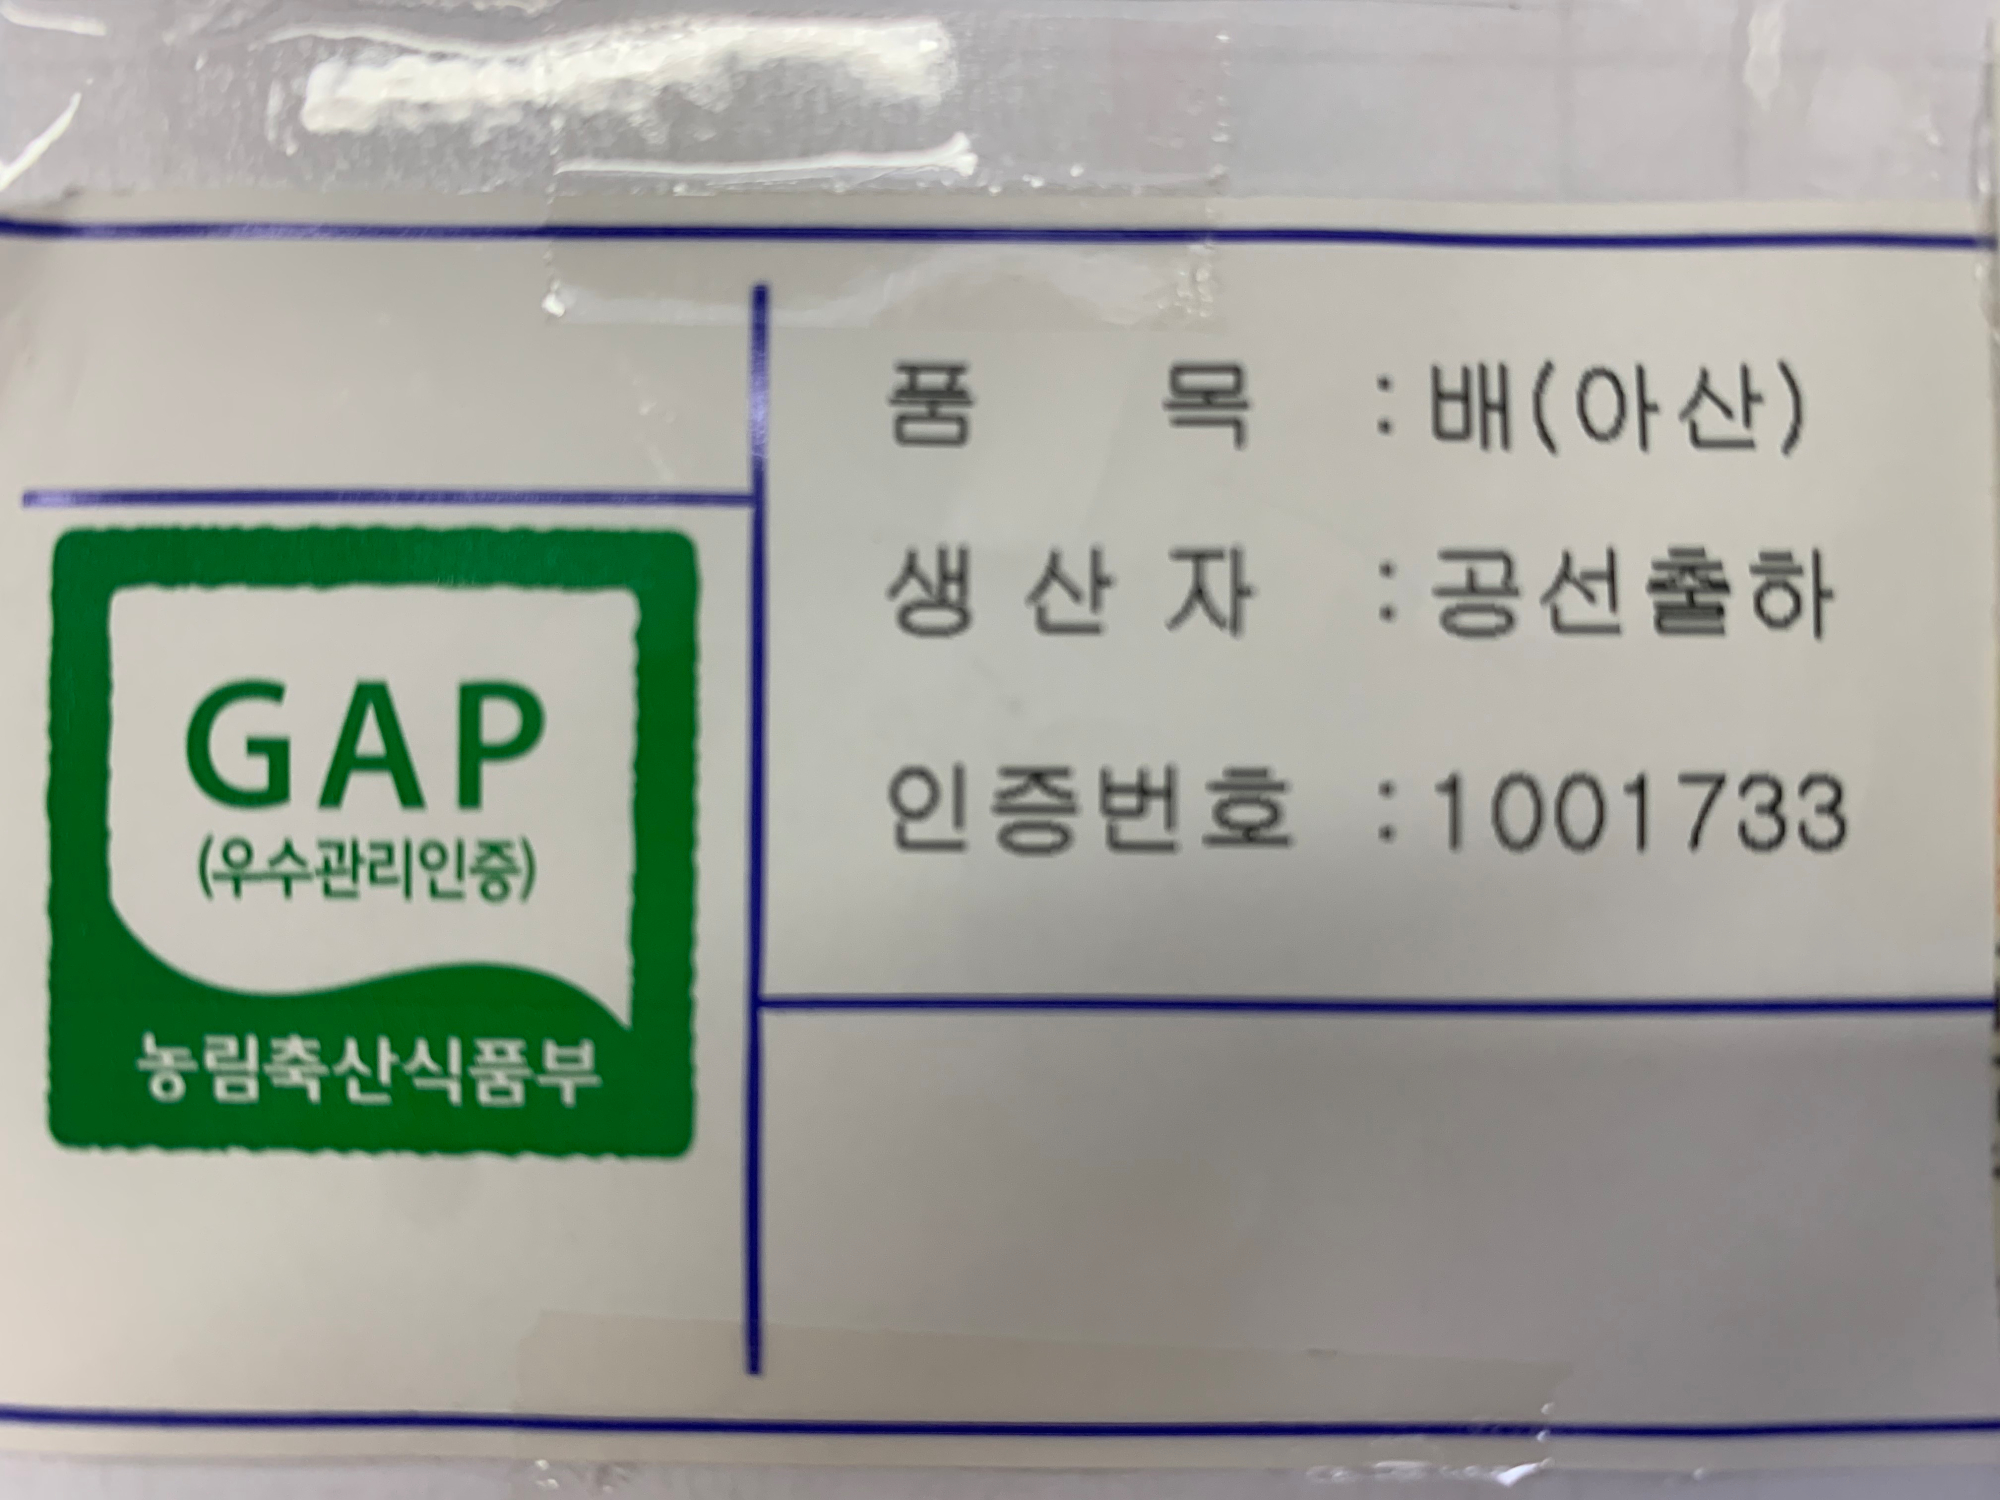 GAP
(우수관리인증)
농림축산식품부
품 목 : 배(아산)
생 산 자 : 공선출하
인증번호 : 1001733